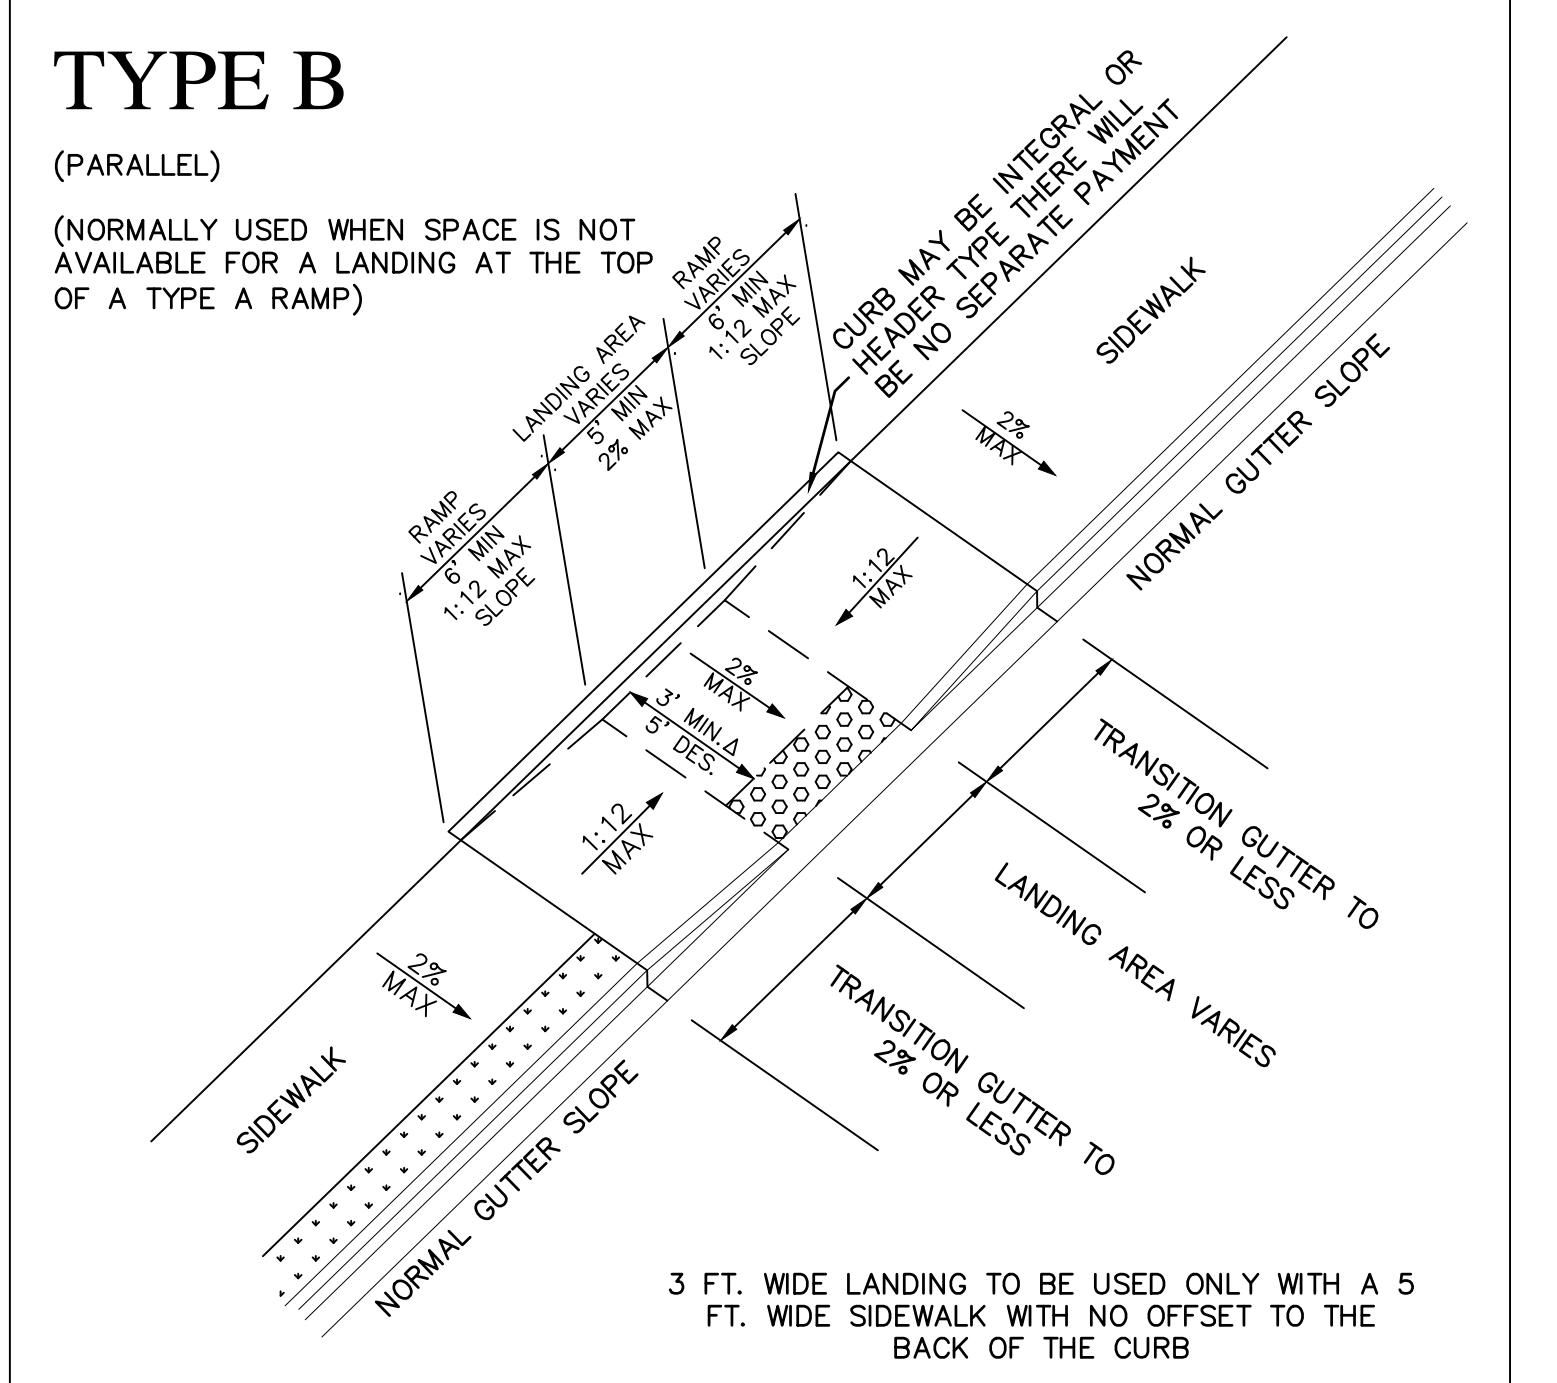 TYPE B
(PARALLEL)
(NORMALLY USED WHEN SPACE IS NOT
AVAILABLE FOR A LANDING AT THE TOP
OF A TYPE A RAMP)
RAMP
VARIES
6' MIN
1:12 MAX
SLOPE
LANDING AREA
VARIES
5' MIN
2% MAX
RAMP
VARIES
6' MIN
1:12 MAX
SLOPE
CURB MAY BE INTEGRAL OR
HEADER TYPE THERE WILL
BE NO SEPARATE PAYMENT
SIDEWALK
2%
MAX
NORMAL GUTTER SLOPE
1:12
MAX
2%
MAX
3' MIN.Δ
5' DES.
1:12
MAX
TRANSITION GUTTER TO
2% OR LESS
LANDING AREA VARIES
TRANSITION GUTTER TO
2% OR LESS
2%
MAX
SIDEWALK
NORMAL GUTTER SLOPE
3 FT. WIDE LANDING TO BE USED ONLY WITH A 5
FT. WIDE SIDEWALK WITH NO OFFSET TO THE
BACK OF THE CURB